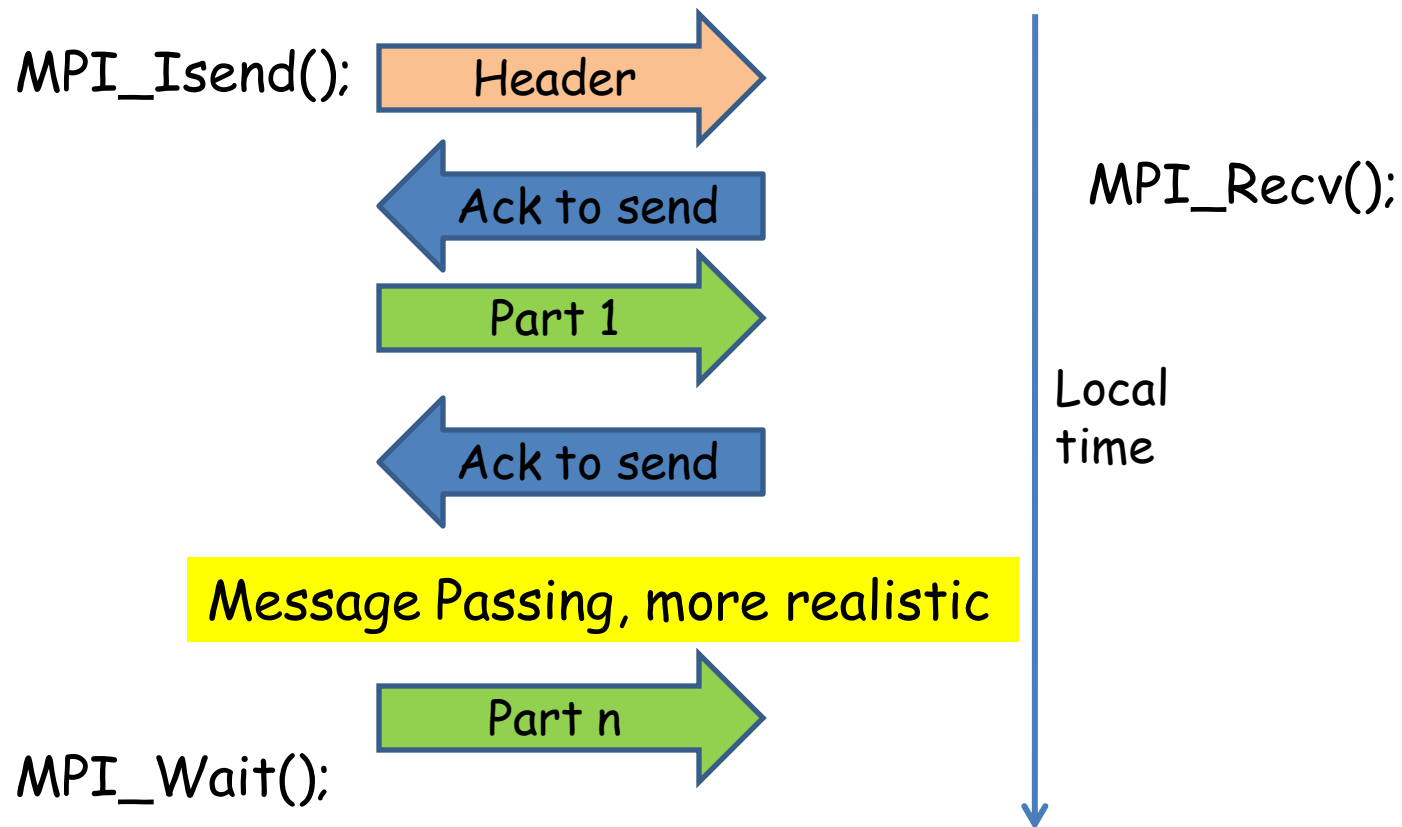 MPI_Isend();
Header
Ack to send
MPI_Recv();
Part 1
Local
time
Ack to send
Message Passing, more realistic
Part n
MPI_Wait();